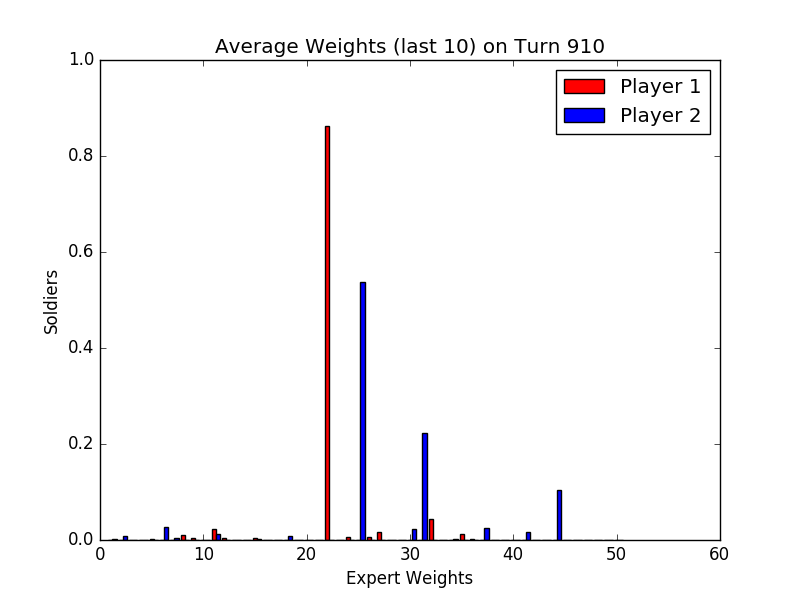 Average Weights (last 10) on Turn 910
1.0
0.8
0.6
0.4
0.2
0.0
Soldiers
0 10 20 30 40 50 60
Expert Weights
Player 1
Player 2